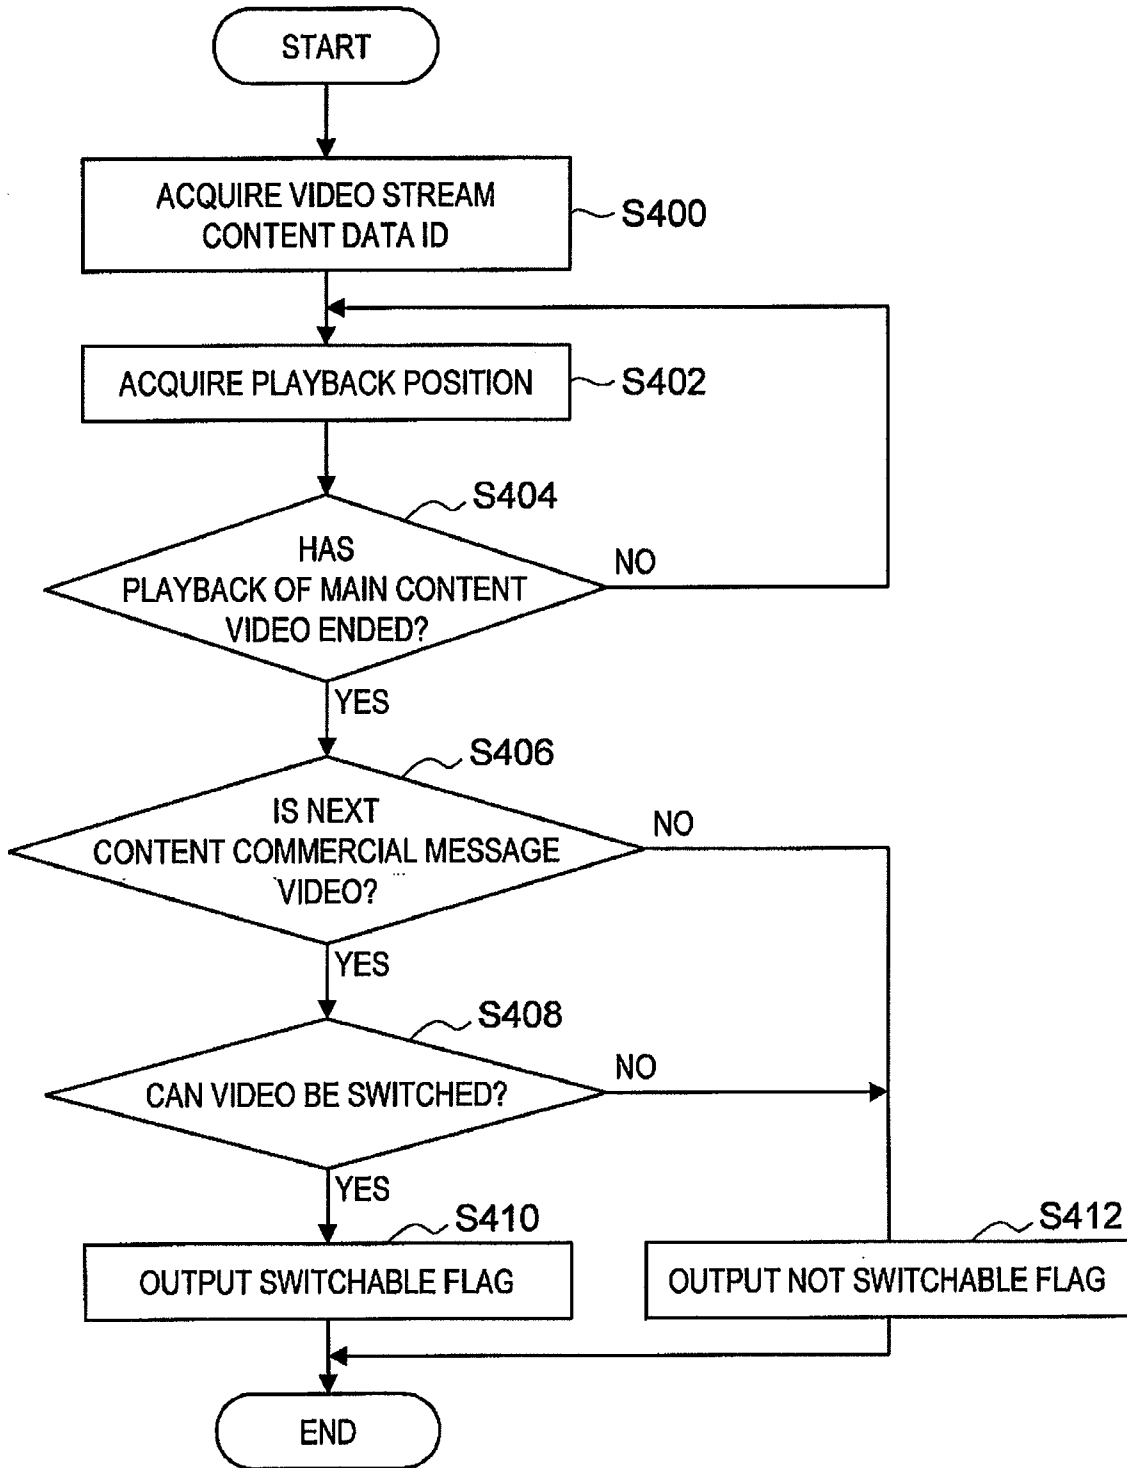 START
ACQUIRE VIDEO STREAM
CONTENT DATA ID
S400
ACQUIRE PLAYBACK POSITION
S402
S404
HAS
PLAYBACK OF MAIN CONTENT
VIDEO ENDED?
NO
YES
S406
IS NEXT
CONTENT COMMERCIAL MESSAGE
VIDEO?
NO
YES
S408
CAN VIDEO BE SWITCHED?
NO
YES
S410
OUTPUT SWITCHABLE FLAG
S412
OUTPUT NOT SWITCHABLE FLAG
END